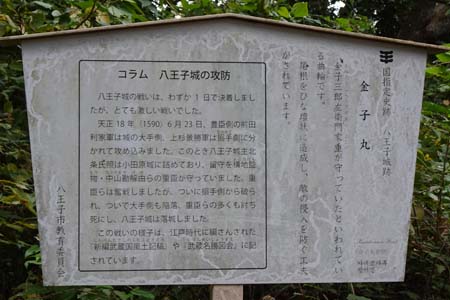 国指定史跡 八王子城跡
金子丸
金子三郎左衛門家重が守っていたといわれてい
る曲輪です。
尾根をひな壇状に造成し、敵の侵入を防ぐ工夫
がされています。
コラム 八王子城の攻防
八王子城の戦いは、わずか1日で決着しまし
たが、とても激しい戦いでした。
天正18年(1590)6月23日、豊臣側の前田
利家軍は城の大手側、上杉景勝軍は搦手側に分
かれて攻め込みました。このとき八王子城主北
条氏照は小田原城に詰めており、留守を横地監
物・中山勘解由らの重臣が守っていました。重
臣らは奮戦しましたが、ついに搦手側から破ら
れ、ついで大手側も陥落、重臣らの多くも討ち
死にし、八王子城は落城しました。
この戦いの様子は、江戸時代に編さんされた
『新編武蔵国風土記稿』や『武蔵名勝図会』に記
されています。
八王子市教育委員会